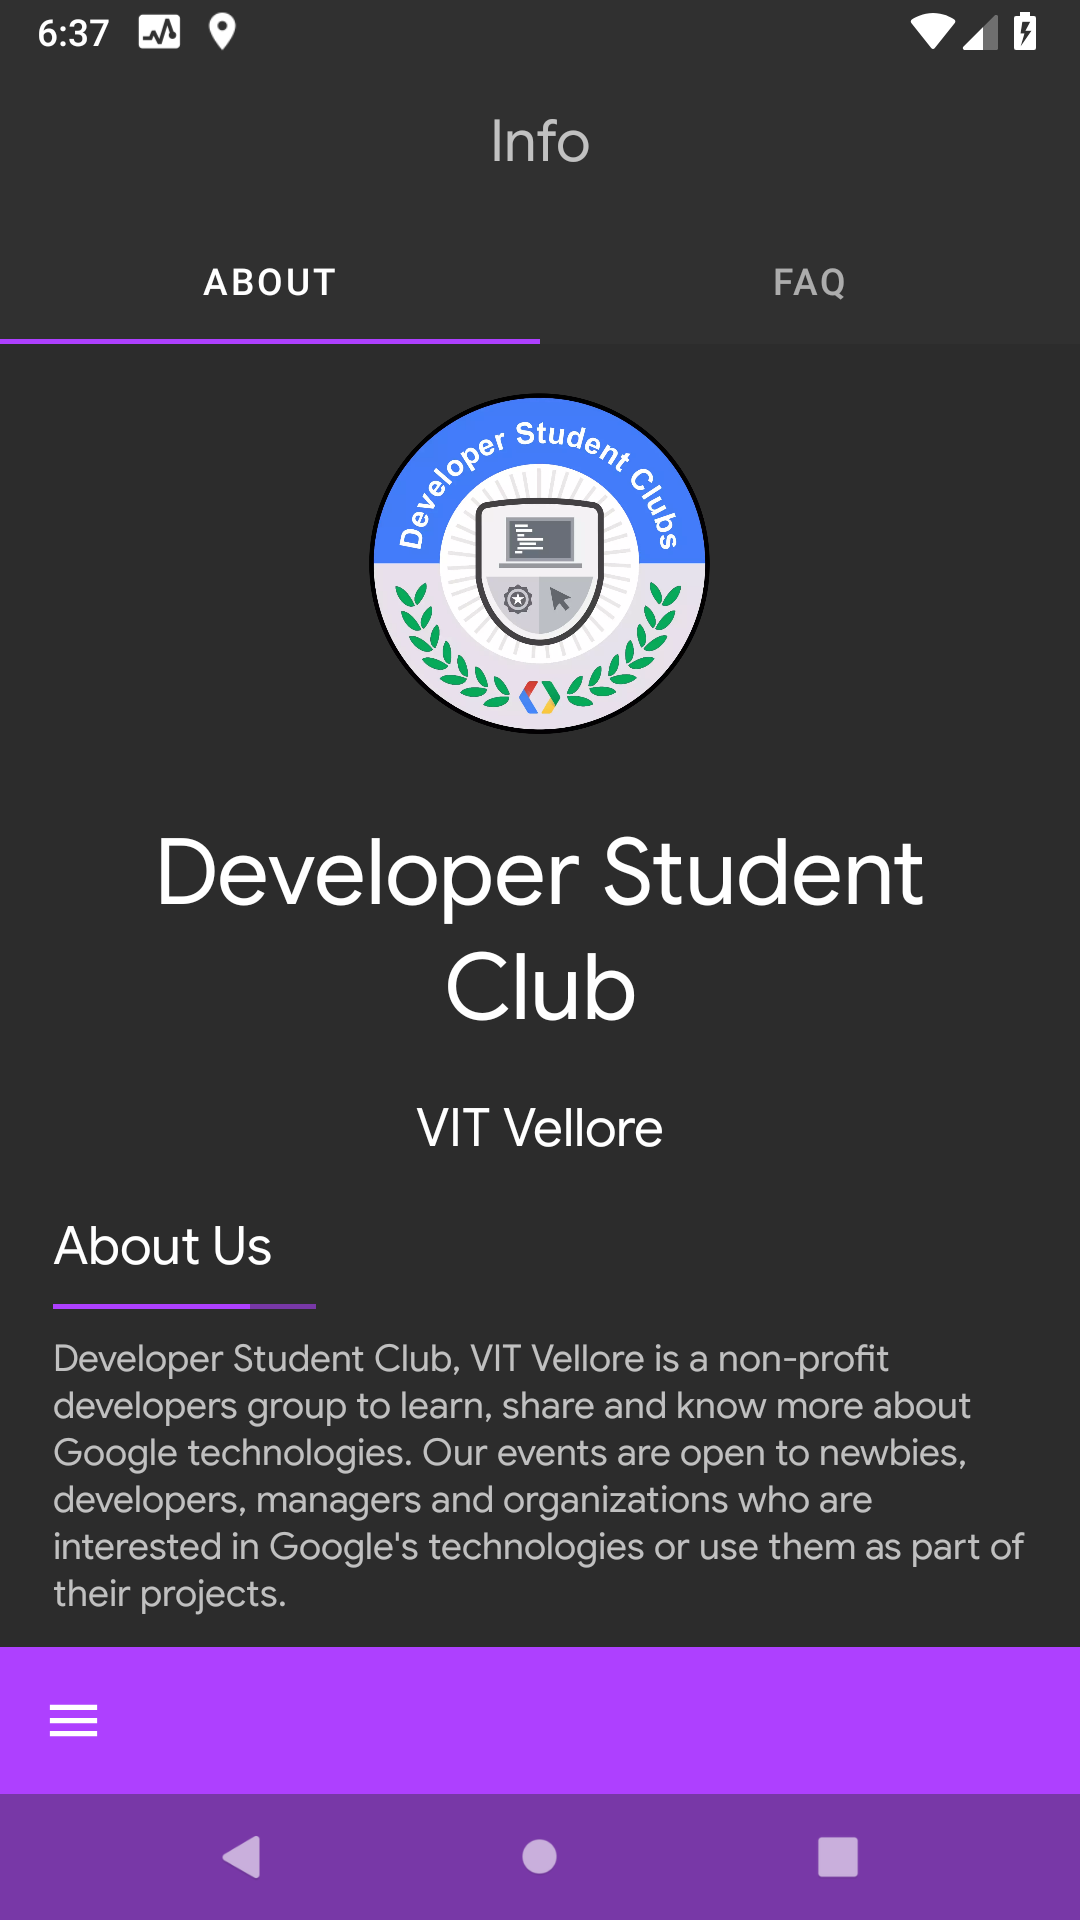 6:37
Info
ABOUT
FAQ
Developer Student Clubs
Developer Student
Club
VIT Vellore
About Us
Developer Student Club, VIT Vellore is a non-profit
developers group to learn, share and know more about
Google technologies. Our events are open to newbies,
developers, managers and organizations who are
interested in Google's technologies or use them as part of
their projects.